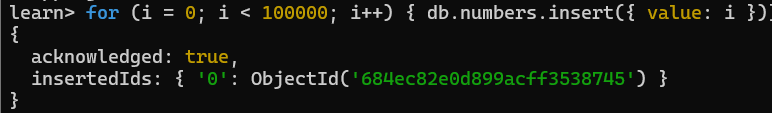 learn> for (i = 0; i < 100000; i++) { db.numbers.insert({ value: i })}
{
  acknowledged: true,
  insertedIds: { '0': ObjectId('684ec82e0d899acff3538745') }
}